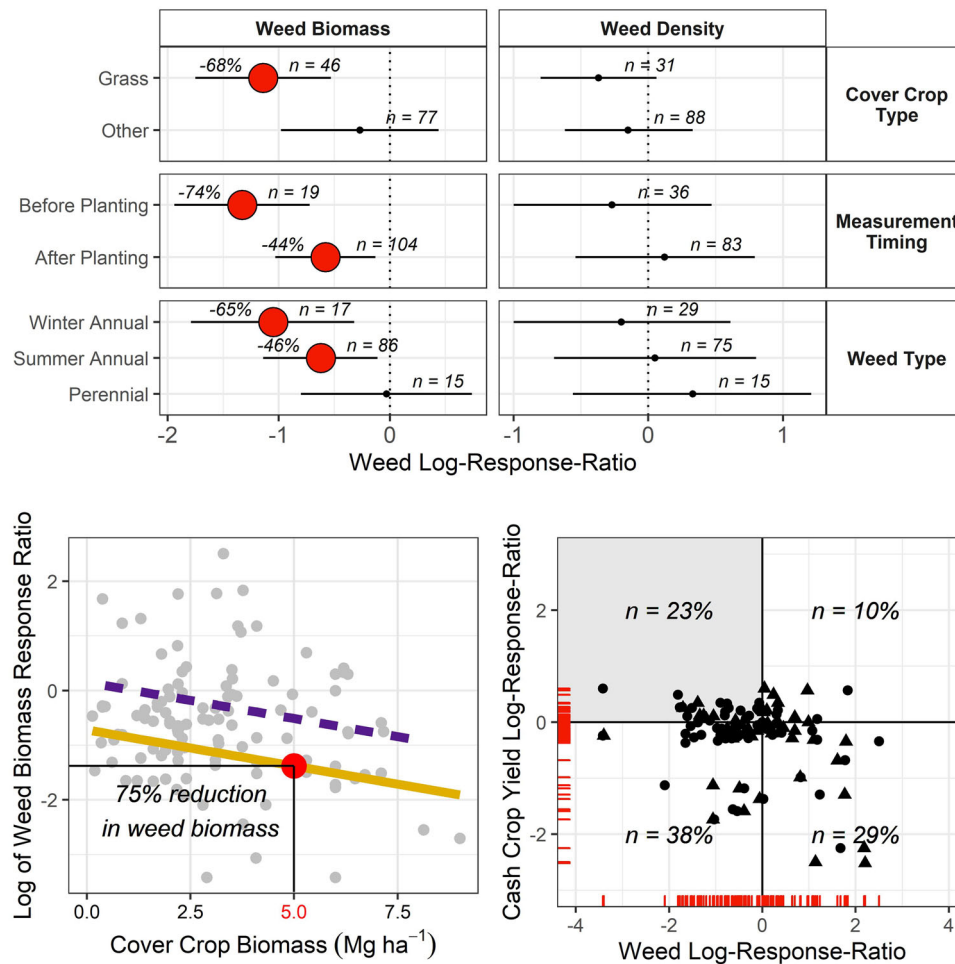 Weed Biomass
Weed Density
Grass
-68%
n = 46
n = 31
Other
n = 77
n = 88
Cover Crop
Type
Before Planting
-74%
n = 19
n = 36
After Planting
-44%
n = 104
n = 83
Measurement
Timing
Winter Annual
-65%
n = 17
n = 29
Summer Annual
-46%
n = 86
n = 75
Perennial
n = 15
n = 15
Weed Type
-2
-1
0
-1
0
1
Weed Log-Response-Ratio
Log of Weed Biomass Response Ratio
2
0
-2
75% reduction
in weed biomass
0.0
2.5
5.0
7.5
Cover Crop Biomass (Mg ha⁻¹)
Cash Crop Yield Log-Response-Ratio
2
0
-2
n = 23%
n = 10%
n = 38%
n = 29%
-4
-2
0
2
4
Weed Log-Response-Ratio